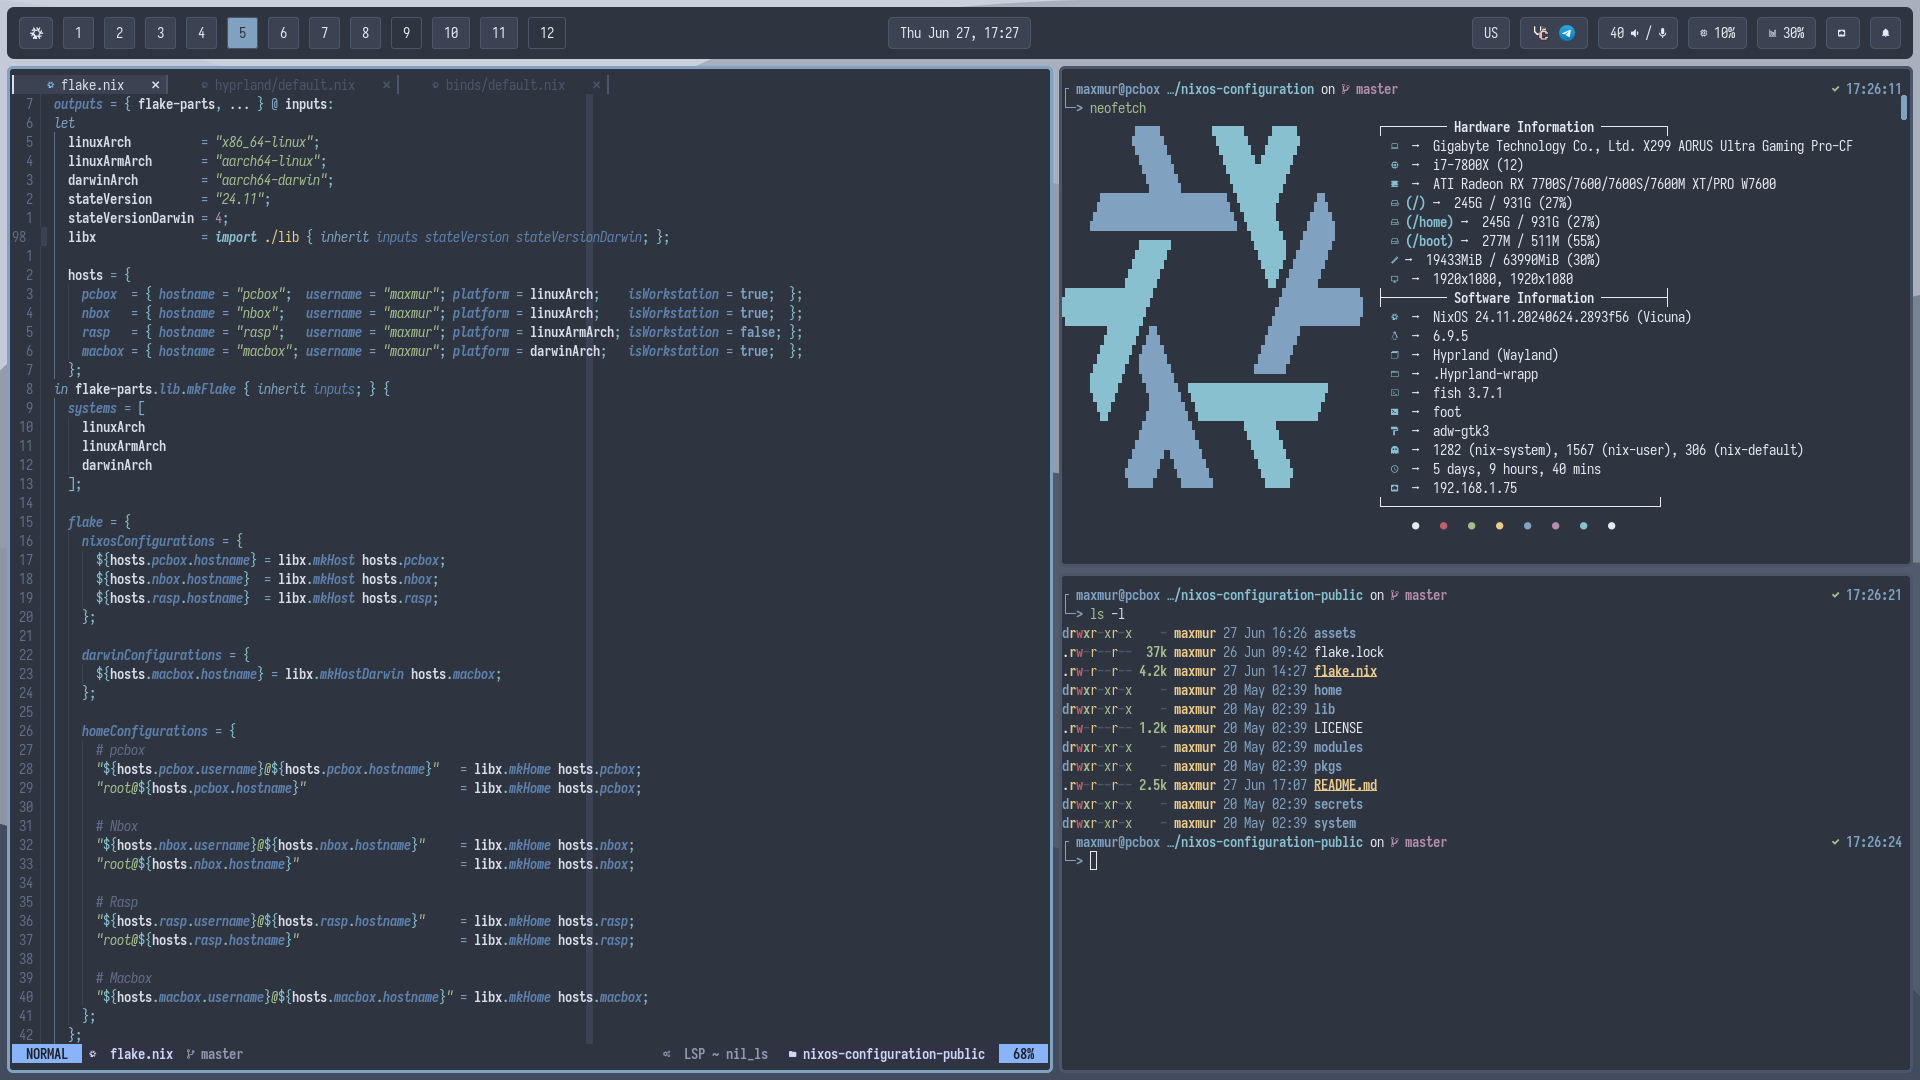 1 2 3 4 5 6 7 8 9 10 11 12
Thu Jun 27, 17:27
US
40 /
10%
30%
flake.nix × hyprland/default.nix × binds/default.nix ×
7 outputs = { flake-parts, ... } @ inputs:
6 let
5 linuxArch = "x86_64-linux";
4 linuxArmArch = "aarch64-linux";
3 darwinArch = "aarch64-darwin";
2 stateVersion = "24.11";
1 stateVersionDarwin = 4;
98 libx = import ./lib { inherit inputs stateVersion stateVersionDarwin; };
1
2 hosts = {
3 pcbox = { hostname = "pcbox"; username = "maxmur"; platform = linuxArch; isWorkstation = true; };
4 nbox = { hostname = "nbox"; username = "maxmur"; platform = linuxArch; isWorkstation = true; };
5 rasp = { hostname = "rasp"; username = "maxmur"; platform = linuxArmArch; isWorkstation = false; };
6 macbox = { hostname = "macbox"; username = "maxmur"; platform = darwinArch; isWorkstation = true; };
7 };
8 in flake-parts.lib.mkFlake { inherit inputs; } {
9 systems = [
10 linuxArch
11 linuxArmArch
12 darwinArch
13 ];
14
15 flake = {
16 nixosConfigurations = {
17 ${hosts.pcbox.hostname} = libx.mkHost hosts.pcbox;
18 ${hosts.nbox.hostname} = libx.mkHost hosts.nbox;
19 ${hosts.rasp.hostname} = libx.mkHost hosts.rasp;
20 };
21
22 darwinConfigurations = {
23 ${hosts.macbox.hostname} = libx.mkHostDarwin hosts.macbox;
24 };
25
26 homeConfigurations = {
27 # pcbox
28 "${hosts.pcbox.username}@${hosts.pcbox.hostname}" = libx.mkHome hosts.pcbox;
29 "root@${hosts.pcbox.hostname}" = libx.mkHome hosts.pcbox;
30
31 # Nbox
32 "${hosts.nbox.username}@${hosts.nbox.hostname}" = libx.mkHome hosts.nbox;
33 "root@${hosts.nbox.hostname}" = libx.mkHome hosts.nbox;
34
35 # Rasp
36 "${hosts.rasp.username}@${hosts.rasp.hostname}" = libx.mkHome hosts.rasp;
37 "root@${hosts.rasp.hostname}" = libx.mkHome hosts.rasp;
38
39 # Macbox
40 "${hosts.macbox.username}@${hosts.macbox.hostname}" = libx.mkHome hosts.macbox;
41 };
42 };
NORMAL flake.nix master LSP ~ nil_ls nixos-configuration-public 68%
maxmur@pcbox …/nixos-configuration on master ✓ 17:26:11
> neofetch
Hardware Information
→ Gigabyte Technology Co., Ltd. X299 AORUS Ultra Gaming Pro-CF
→ i7-7800X (12)
→ ATI Radeon RX 7700S/7600/7600S/7600M XT/PRO W7600
(/) → 245G / 931G (27%)
(/home) → 245G / 931G (27%)
(/boot) → 277M / 511M (55%)
→ 19433MiB / 63990MiB (30%)
→ 1920x1080, 1920x1080
Software Information
→ NixOS 24.11.20240624.2893f56 (Vicuna)
→ 6.9.5
→ Hyprland (Wayland)
→ .Hyprland-wrapp
→ fish 3.7.1
→ foot
→ adw-gtk3
→ 1282 (nix-system), 1567 (nix-user), 306 (nix-default)
→ 5 days, 9 hours, 40 mins
→ 192.168.1.75
maxmur@pcbox …/nixos-configuration-public on master ✓ 17:26:21
> ls -l
drwxr-xr-x - maxmur 27 Jun 16:26 assets
.rw-r--r-- 37k maxmur 26 Jun 09:42 flake.lock
.rw-r--r-- 4.2k maxmur 27 Jun 14:27 flake.nix
drwxr-xr-x - maxmur 20 May 02:39 home
drwxr-xr-x - maxmur 20 May 02:39 lib
.rw-r--r-- 1.2k maxmur 20 May 02:39 LICENSE
drwxr-xr-x - maxmur 20 May 02:39 modules
drwxr-xr-x - maxmur 20 May 02:39 pkgs
.rw-r--r-- 2.5k maxmur 27 Jun 17:07 README.md
drwxr-xr-x - maxmur 20 May 02:39 secrets
drwxr-xr-x - maxmur 20 May 02:39 system
maxmur@pcbox …/nixos-configuration-public on master ✓ 17:26:24
>